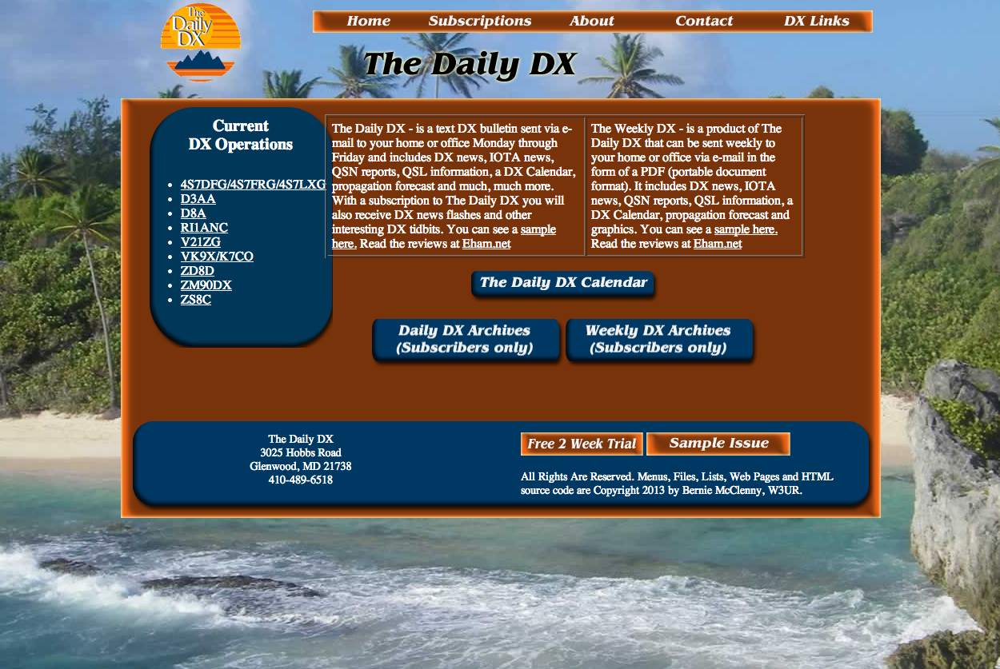 The
Daily
DX
Home Subscriptions About Contact DX Links
The Daily DX
Current
DX Operations
4S7DFG/4S7FRG/4S7LXG
D3AA
D8A
RI1ANC
V21ZG
VK9X/K7CO
ZD8D
ZM90DX
ZS8C
The Daily DX - is a text DX bulletin sent via e-
mail to your home or office Monday through
Friday and includes DX news, IOTA news,
QSN reports, QSL information, a DX Calendar,
propagation forecast and much, much more.
With a subscription to The Daily DX you will
also receive DX news flashes and other
interesting DX tidbits. You can see a sample
here. Read the reviews at Eham.net
The Weekly DX - is a product of The
Daily DX that can be sent weekly to
your home or office via e-mail in the
form of a PDF (portable document
format). It includes DX news, IOTA
news, QSN reports, QSL information, a
DX Calendar, propagation forecast and
graphics. You can see a sample here.
Read the reviews at Eham.net
The Daily DX Calendar
Daily DX Archives
(Subscribers only)
Weekly DX Archives
(Subscribers only)
The Daily DX
3025 Hobbs Road
Glenwood, MD 21738
410-489-6518
Free 2 Week Trial Sample Issue
All Rights Are Reserved. Menus, Files, Lists, Web Pages and HTML
source code are Copyright 2013 by Bernie McClenny, W3UR.